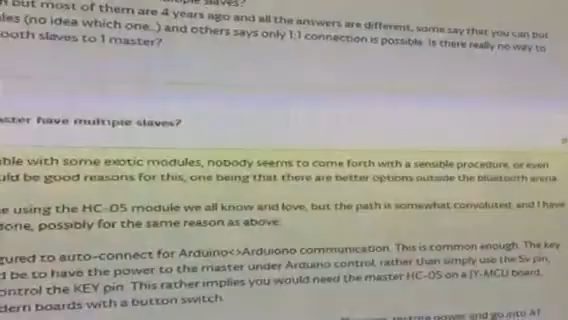 but most of them are 4 years ago and all the answers are different, some say that you can but
(no idea which one..) and others says only 1:1 connection is possible. Is there really no way to
ooth slaves to 1 master?
have multiple slaves?
ble with some exotic modules, nobody seems to come forth with a sensible procedure, or even
uld be good reasons for this, one being that there are better options outside the bluetooth arena.
e using the HC-05 module we all know and love, but the path is somewhat convoluted, and I have
one, possibly for the same reason as above.
gured to auto-connect for Arduino<>Arduiono communication. This is common enough. The key
d be to have the power to the master under Arduino control, rather than simply use the 5v pin,
ontrol the KEY pin. This rather implies you would need the master HC-05 on a JY-MCU board,
dern boards with a button switch.
power and go into AT